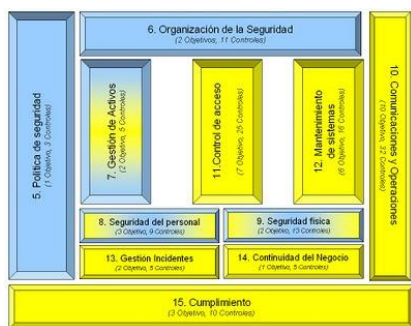 6. Organización de la Seguridad
(2 Objetivos, 11 Controles)
5. Política de seguridad
(1 Objetivo, 3 Controles)
7. Gestión de Activos
(2 Objetivo, 5 Controles)
11.Control de acceso
(7 Objetivo, 25 Controles)
12. Mantenimiento
de sistemas
(6 Objetivo, 16 Controles)
10. Comunicaciones y Operaciones
(10 Objetivo, 32 Controles)
8. Seguridad del personal
(3 Objetivo, 9 Controles)
9. Seguridad física
(2 Objetivo, 13 Controles)
13. Gestión Incidentes
(2 Objetivo, 5 Controles)
14. Continuidad del Negocio
(1 Objetivo, 5 Controles)
15. Cumplimiento
(3 Objetivo, 10 Controles)